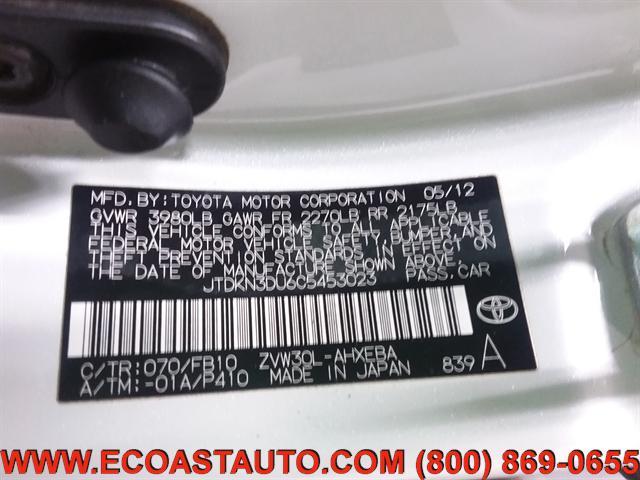 MFD. BY: TOYOTA MOTOR CORPORATION 05/12
GVWR 3980LB GAWR FR 2270LB RR 2175LB
THIS VEHICLE CONFORMS TO ALL APPLICABLE
FEDERAL MOTOR VEHICLE SAFETY, BUMPER, AND
THEFT PREVENTION STANDARDS IN EFFECT ON
THE DATE OF MANUFACTURE SHOWN ABOVE.
JTDKN3DU6C5453023 PASS. CAR
C/TR: 070/FB10 ZVW30L-AHXEBA
A/TM: -01A/P410 MADE IN JAPAN 839 A
WWW.ECOASTAUTO.COM (800) 869-0655